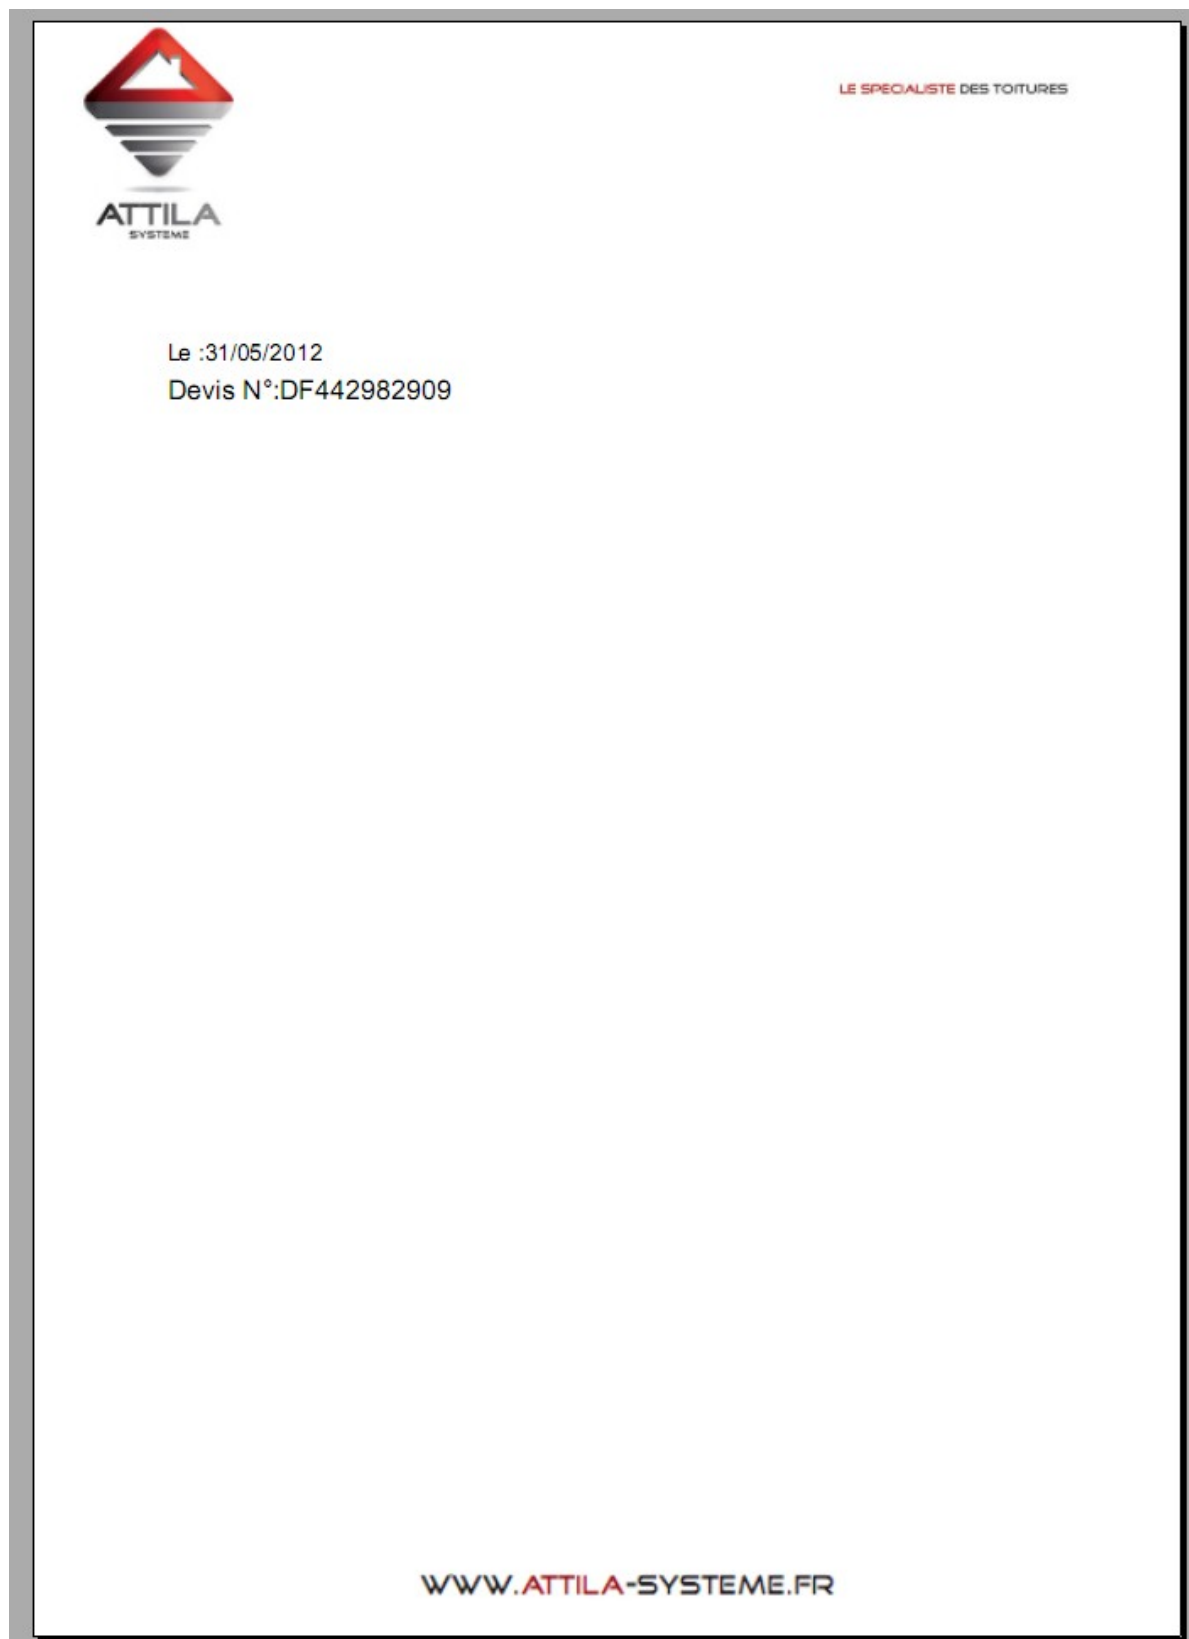 LE SPECIALISTE DES TOITURES
ATTILA
SYSTEME
Le :31/05/2012
Devis N°:DF442982909
WWW.ATTILA-SYSTEME.FR